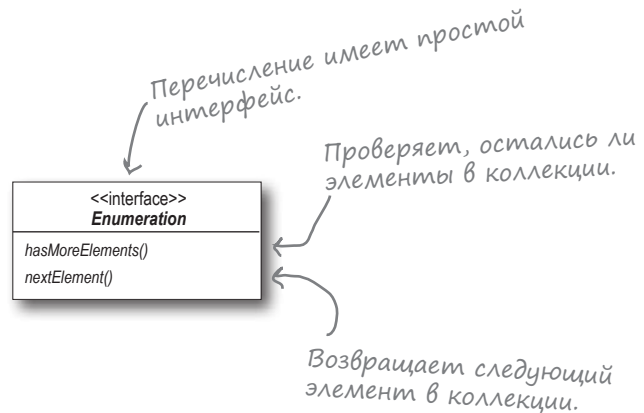 Перечисление имеет простой
интерфейс.
Проверяет, остались ли
элементы в коллекции.
<<interface>>
Enumeration
hasMoreElements()
nextElement()
Возвращает следующий
элемент в коллекции.